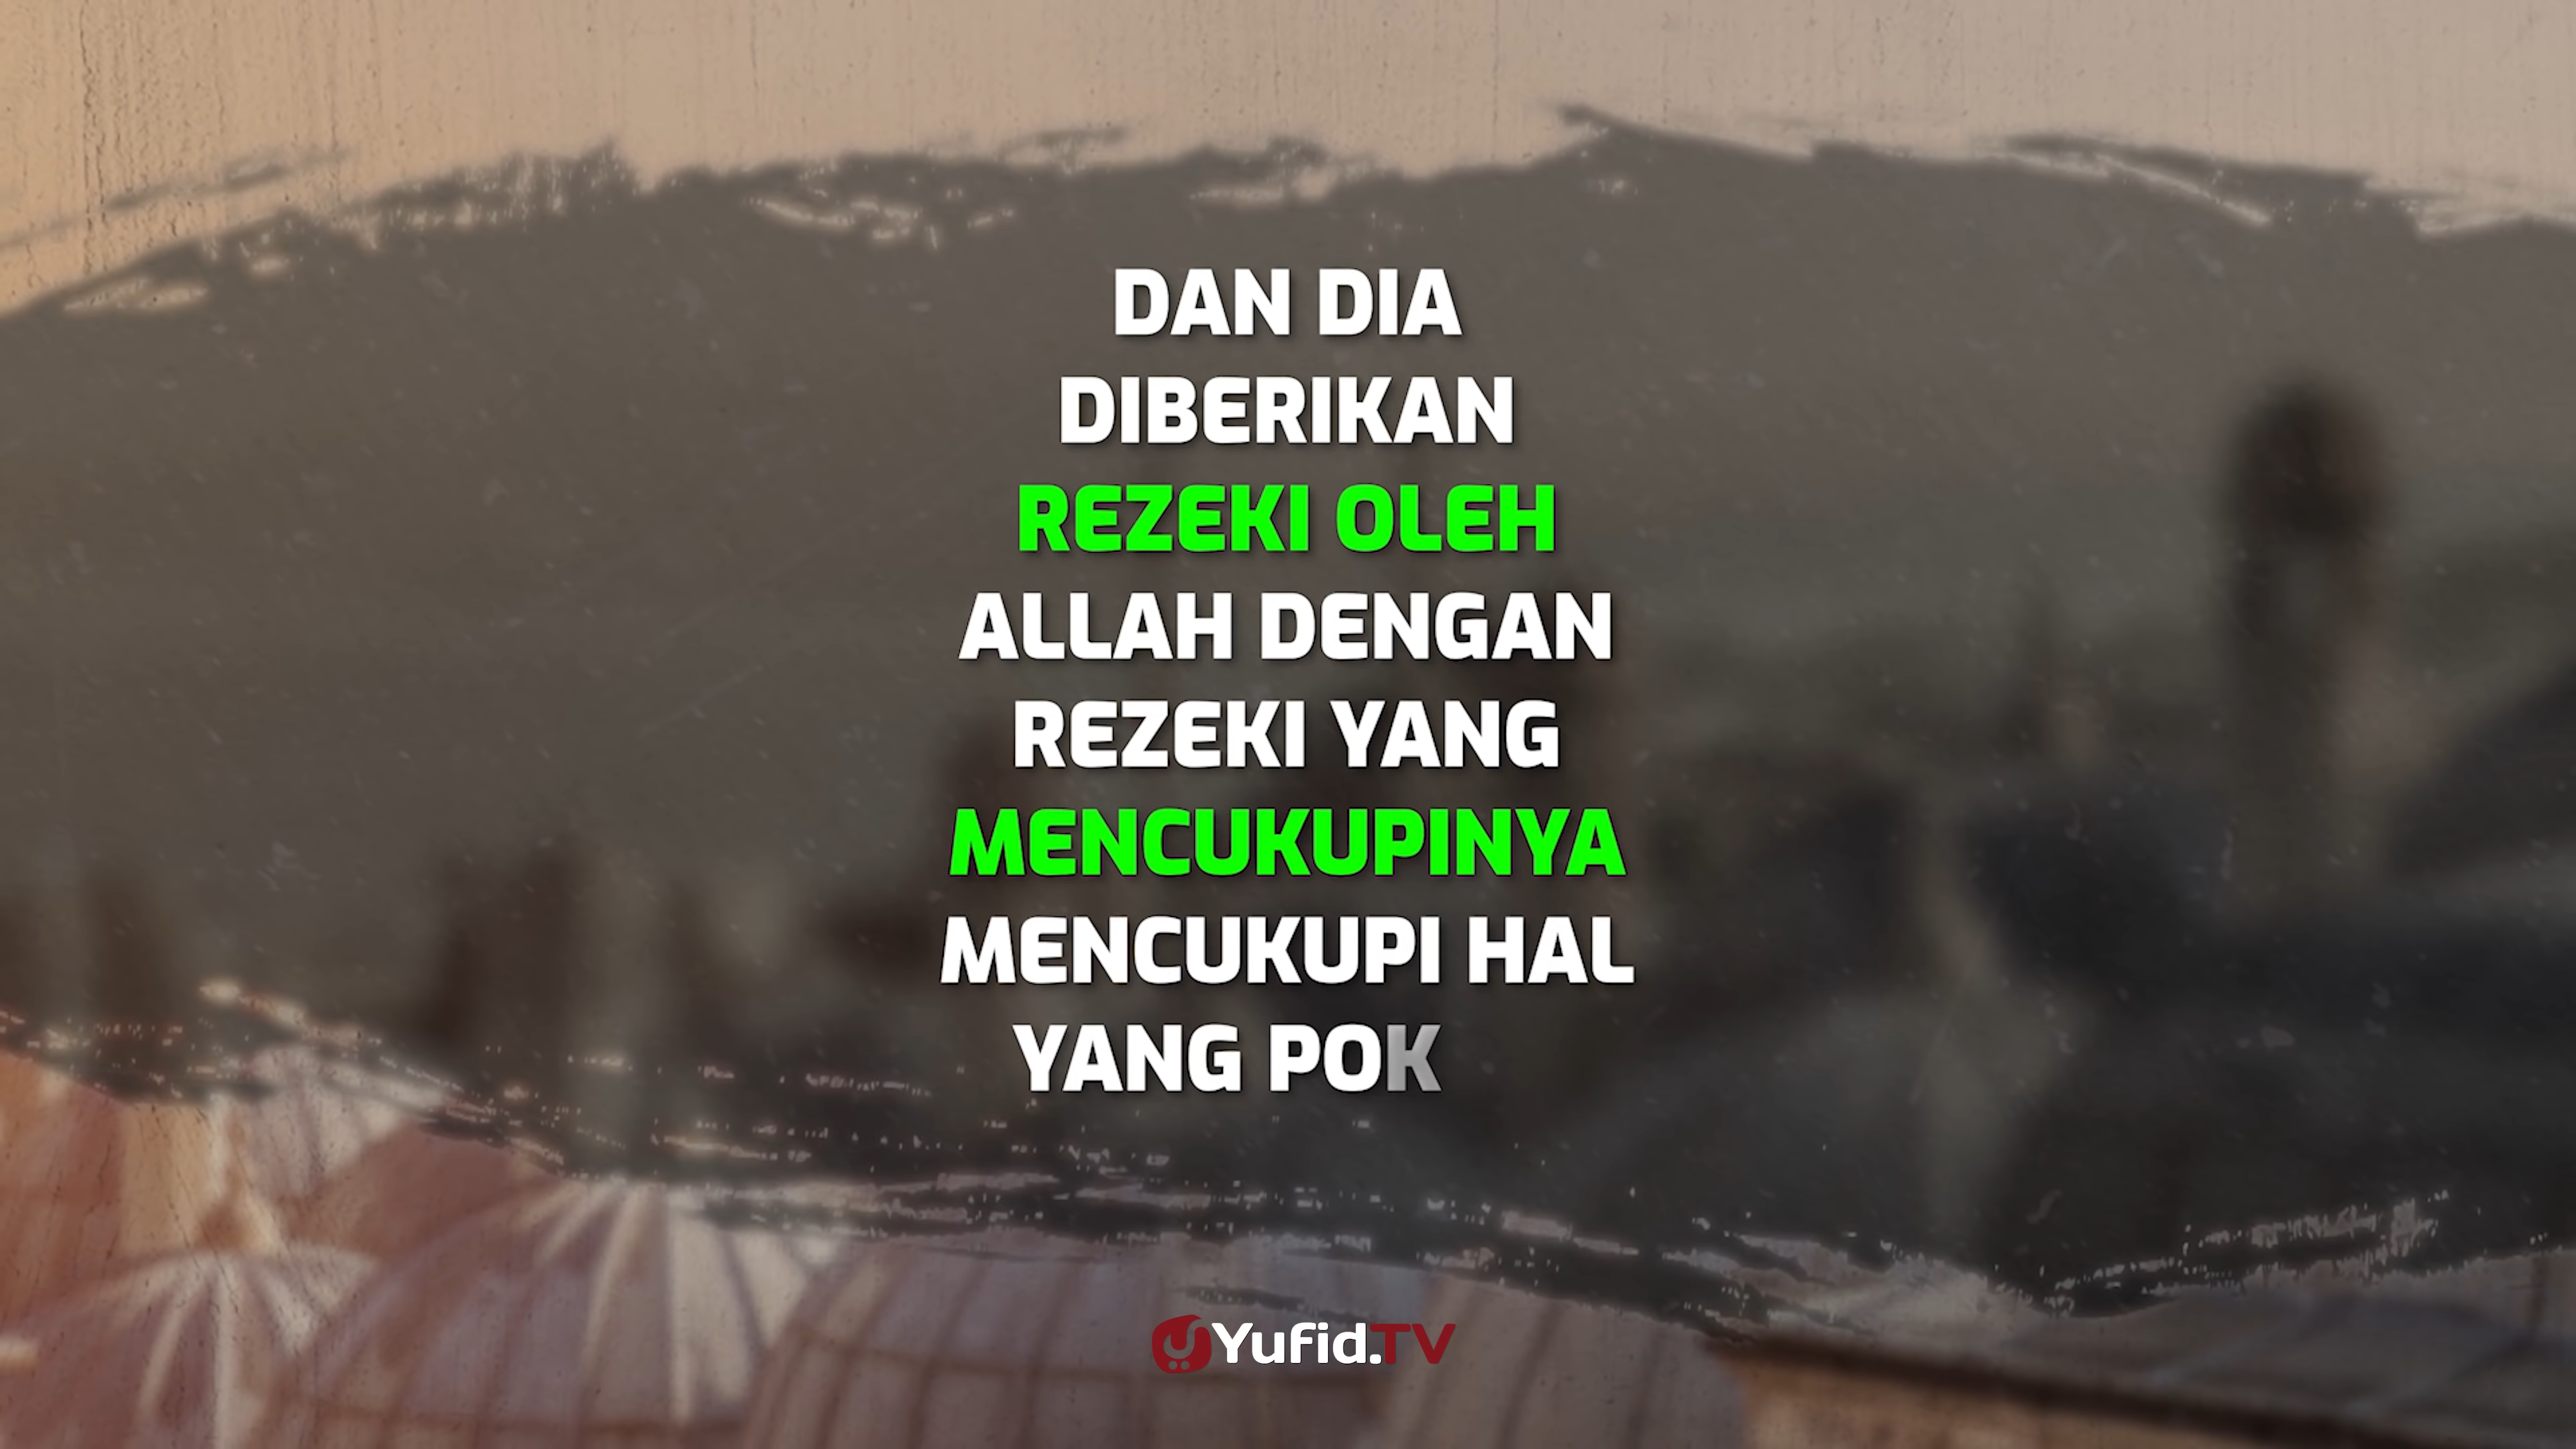 DAN DIA
DIBERIKAN
REZEKI OLEH
ALLAH DENGAN
REZEKI YANG
MENCUKUPINYA
MENCUKUPI HAL
YANG POK
Yufid.TV